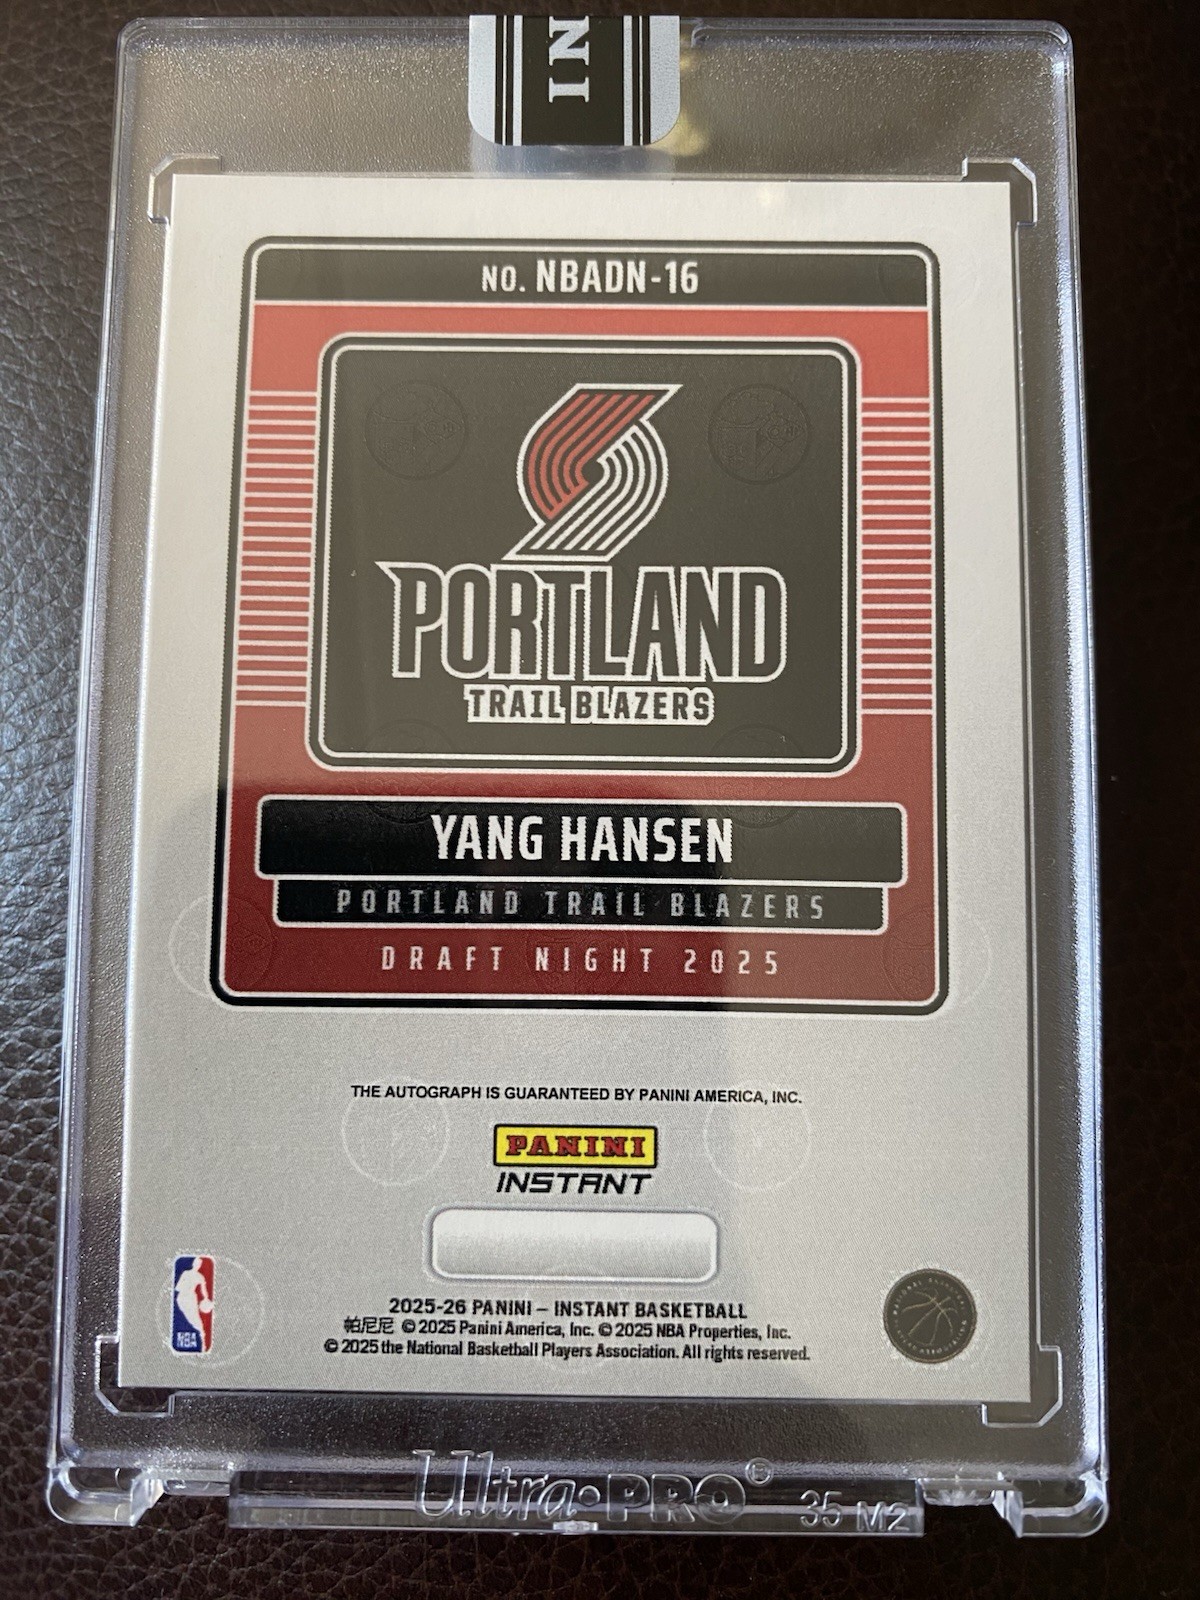 IN
NO. NBADN-16
PORTLAND
TRAIL BLAZERS
YANG HANSEN
PORTLAND TRAIL BLAZERS
DRAFT NIGHT 2025
THE AUTOGRAPH IS GUARANTEED BY PANINI AMERICA, INC.
PANINI
INSTANT
NBA
2025-26 PANINI – INSTANT BASKETBALL
帕尼尼 © 2025 Panini America, Inc. © 2025 NBA Properties, Inc.
© 2025 the National Basketball Players Association. All rights reserved.
Ultra•PRO® 35 M2